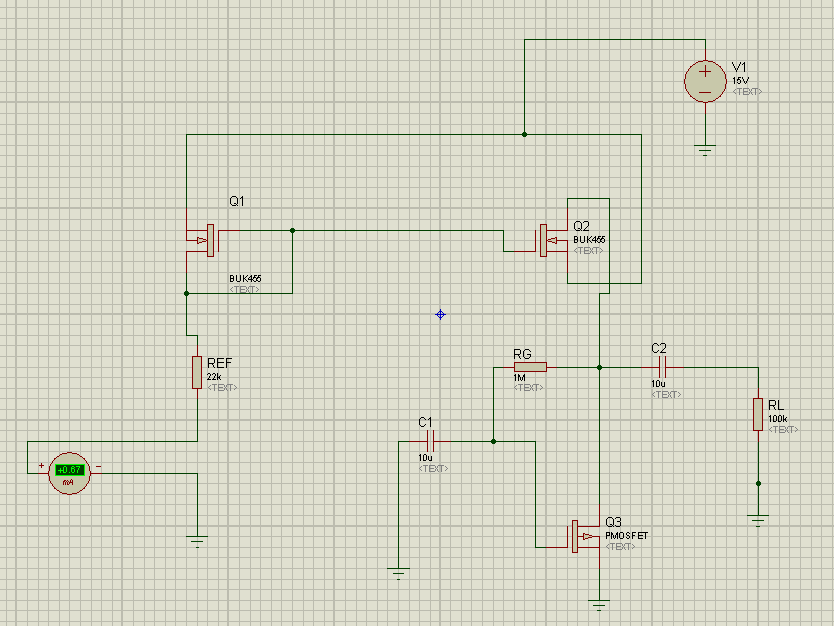 V1
15V
<TEXT>
Q1
BUK455
<TEXT>
Q2
BUK455
<TEXT>
REF
22k
<TEXT>
RG
1M
<TEXT>
C2
10u
<TEXT>
RL
100k
<TEXT>
C1
10u
<TEXT>
+
+0.67
mA
Q3
PMOSFET
<TEXT>